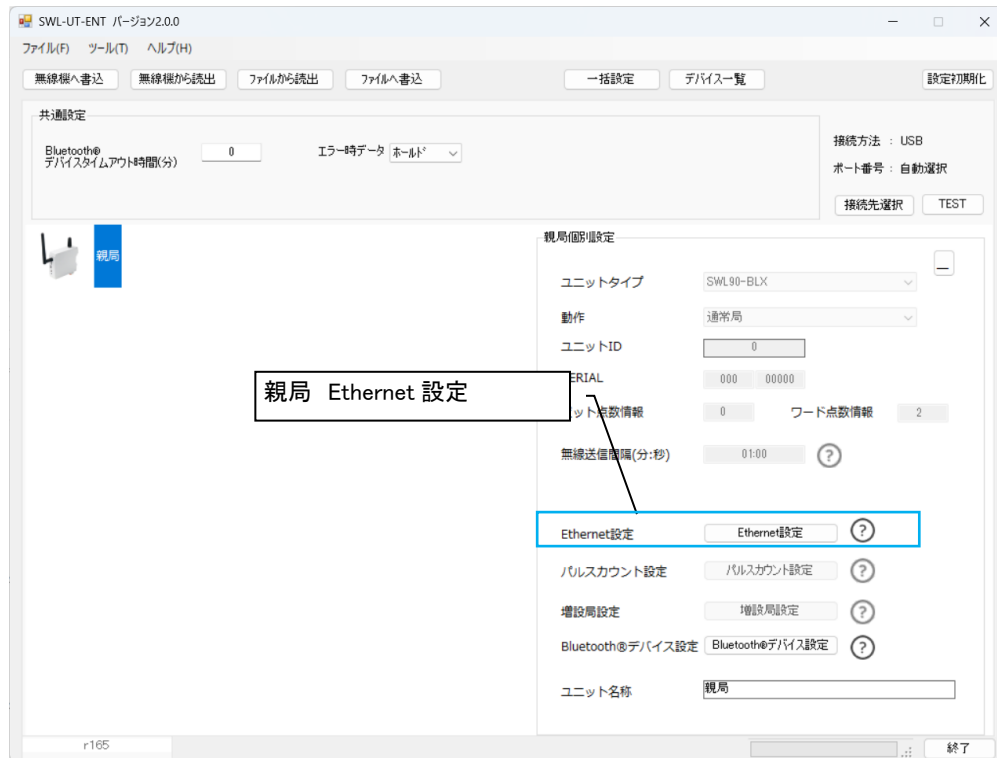 SWL-UT-ENT バージョン2.0.0
ファイル(F) ツール(T) ヘルプ(H)
無線機へ書込 無線機から読出 ファイルから読出 ファイルへ書込 一括設定 デバイス一覧 設定初期化
共通設定
Bluetooth®
デバイスタイムアウト時間(分) 0 エラー時データ ホールド
接続方法 : USB
ポート番号 : 自動選択
接続先選択 TEST
親局
親局個別設定
ユニットタイプ SWL90-BLX
動作 通常局
ユニットID 0
親局 Ethernet 設定
ERIAL 000 00000
ット点数情報 0 ワード点数情報 2
無線送信間隔(分:秒) 01:00 ?
Ethernet設定 Ethernet設定 ?
パルスカウント設定 パルスカウント設定 ?
増設局設定 増設局設定 ?
Bluetooth®デバイス設定 Bluetooth®デバイス設定 ?
ユニット名称 親局
r165 終了